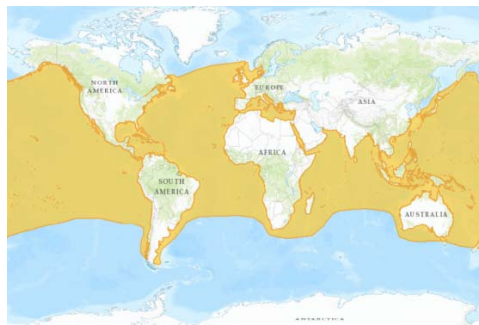 NORTH
AMERICA
EUROPE
ASIA
AFRICA
SOUTH
AMERICA
AUSTRALIA
ANTARCTICA